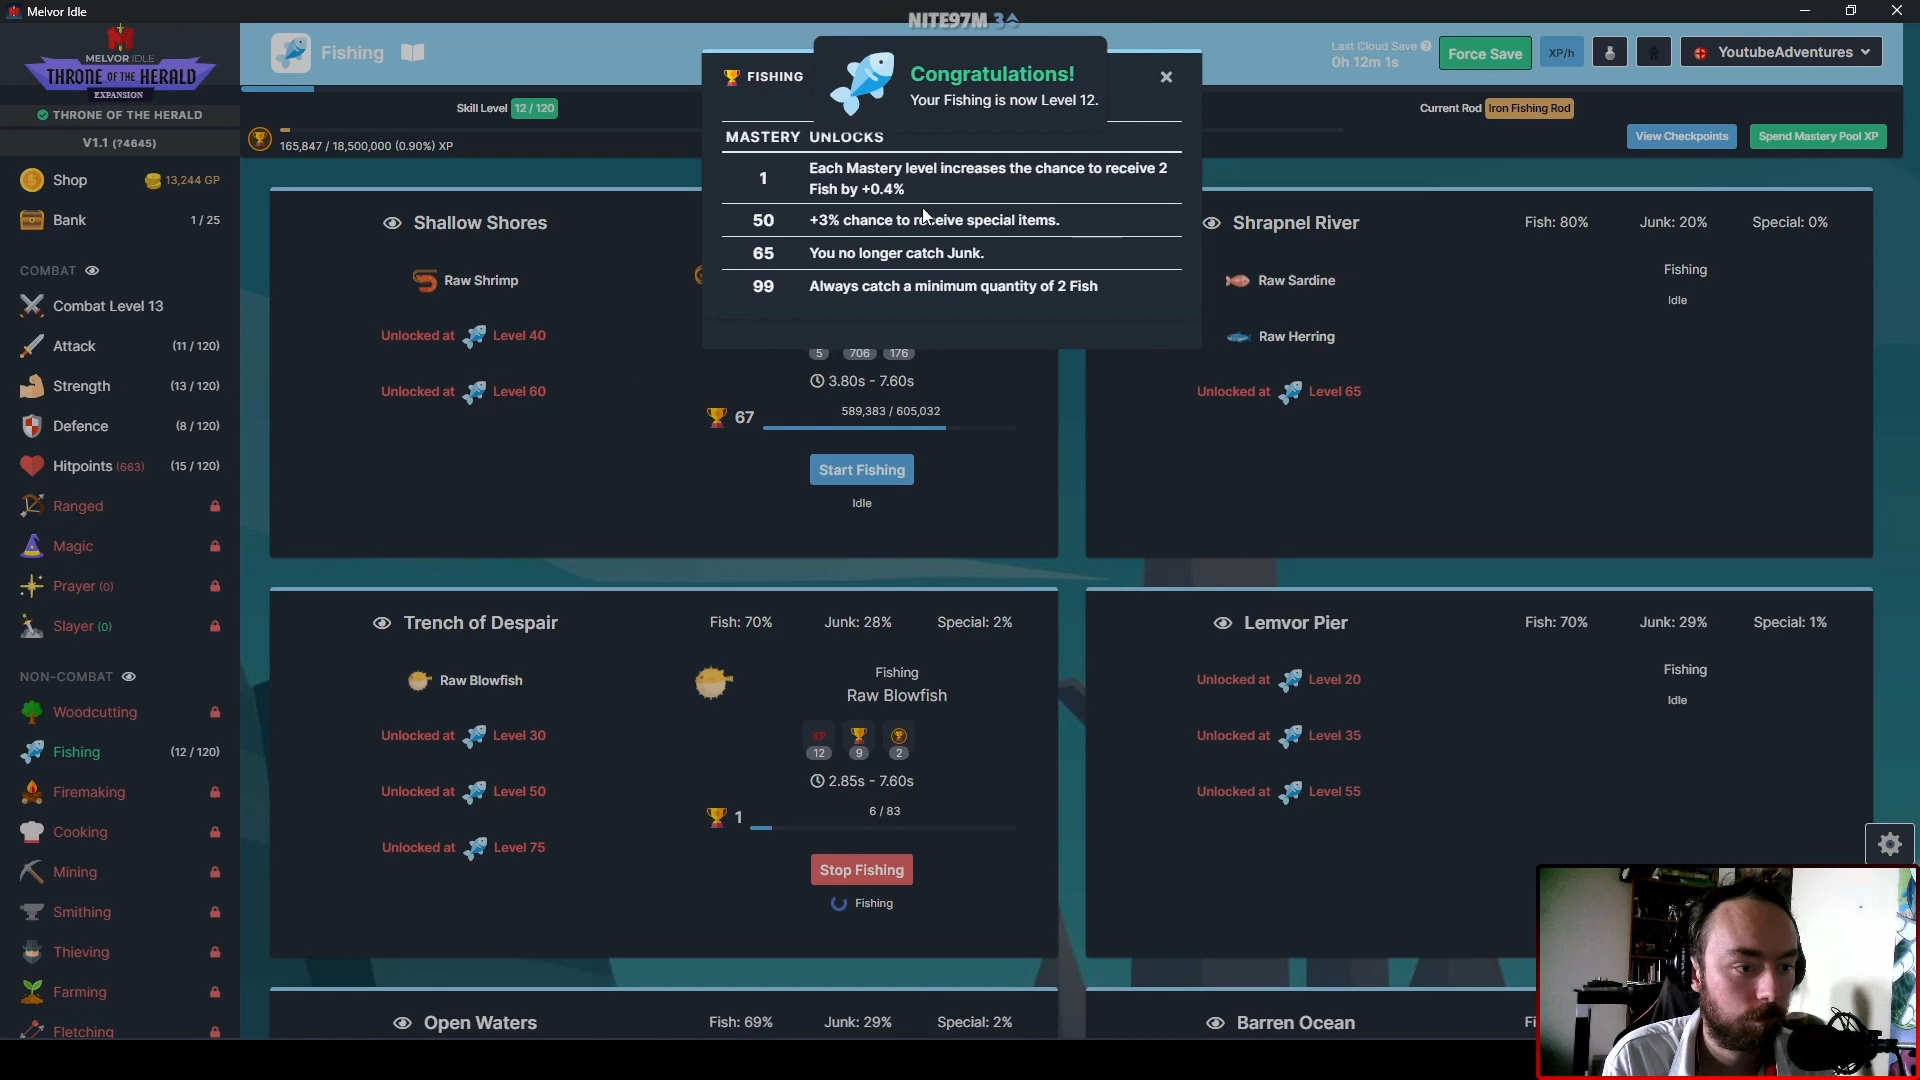 Melvor Idle
NITE97M 3
MELVOR IDLE
THRONE OF THE HERALD
EXPANSION
THRONE OF THE HERALD
V1.1 (?4645)
Shop 13,244 GP
Bank 1 / 25
COMBAT
Combat Level 13
Attack (11 / 120)
Strength (13 / 120)
Defence (8 / 120)
Hitpoints (663) (15 / 120)
Ranged
Magic
Prayer (0)
Slayer (0)
NON-COMBAT
Woodcutting
Fishing (12 / 120)
Firemaking
Cooking
Mining
Smithing
Thieving
Farming
Fletching
Fishing
Last Cloud Save
0h 12m 1s
Force Save
XP/h
YoutubeAdventures
Skill Level 12 / 120
Current Rod Iron Fishing Rod
165,847 / 18,500,000 (0.90%) XP
View Checkpoints
Spend Mastery Pool XP
FISHING
Congratulations!
Your Fishing is now Level 12.
MASTERY UNLOCKS
1 Each Mastery level increases the chance to receive 2
Fish by +0.4%
50 +3% chance to receive special items.
65 You no longer catch Junk.
99 Always catch a minimum quantity of 2 Fish
Shallow Shores
Raw Shrimp
Unlocked at Level 40
Unlocked at Level 60
5 706 176
3.80s - 7.60s
589,383 / 605,032
67
Start Fishing
Idle
Shrapnel River Fish: 80% Junk: 20% Special: 0%
Raw Sardine
Raw Herring
Unlocked at Level 65
Fishing
Idle
Trench of Despair Fish: 70% Junk: 28% Special: 2%
Raw Blowfish
Unlocked at Level 30
Unlocked at Level 50
Unlocked at Level 75
Fishing
Raw Blowfish
XP
12 9 2
2.85s - 7.60s
6 / 83
1
Stop Fishing
Fishing
Lemvor Pier Fish: 70% Junk: 29% Special: 1%
Unlocked at Level 20
Unlocked at Level 35
Unlocked at Level 55
Fishing
Idle
Open Waters Fish: 69% Junk: 29% Special: 2%
Barren Ocean Fi